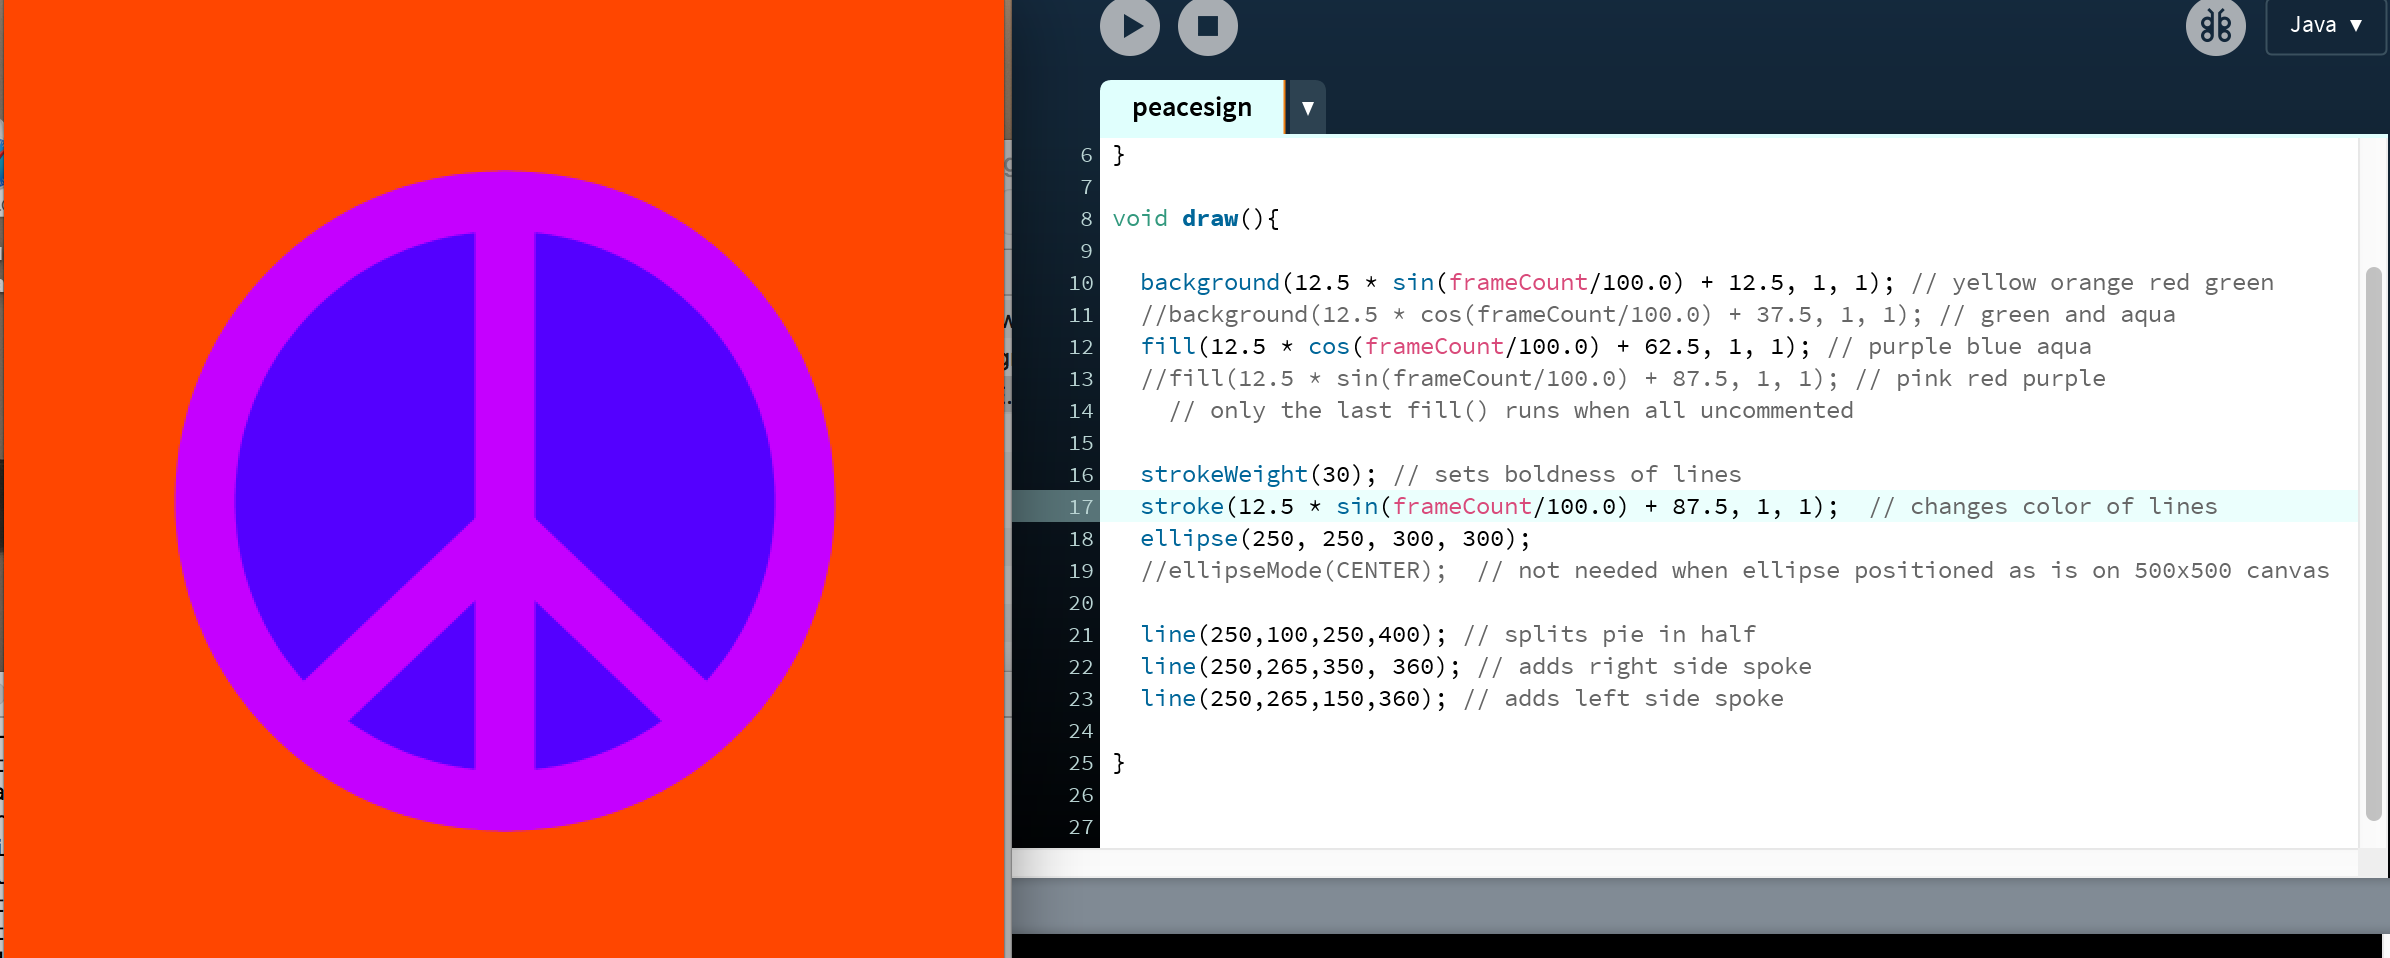 Java ▼
peacesign ▼
6 }
7
8 void draw(){
9
10 background(12.5 * sin(frameCount/100.0) + 12.5, 1, 1); // yellow orange red green
11 //background(12.5 * cos(frameCount/100.0) + 37.5, 1, 1); // green and aqua
12 fill(12.5 * cos(frameCount/100.0) + 62.5, 1, 1); // purple blue aqua
13 //fill(12.5 * sin(frameCount/100.0) + 87.5, 1, 1); // pink red purple
14 // only the last fill() runs when all uncommented
15
16 strokeWeight(30); // sets boldness of lines
17 stroke(12.5 * sin(frameCount/100.0) + 87.5, 1, 1);  // changes color of lines
18 ellipse(250, 250, 300, 300);
19 //ellipseMode(CENTER);  // not needed when ellipse positioned as is on 500x500 canvas
20
21 line(250,100,250,400); // splits pie in half
22 line(250,265,350, 360); // adds right side spoke
23 line(250,265,150,360); // adds left side spoke
24
25 }
26
27